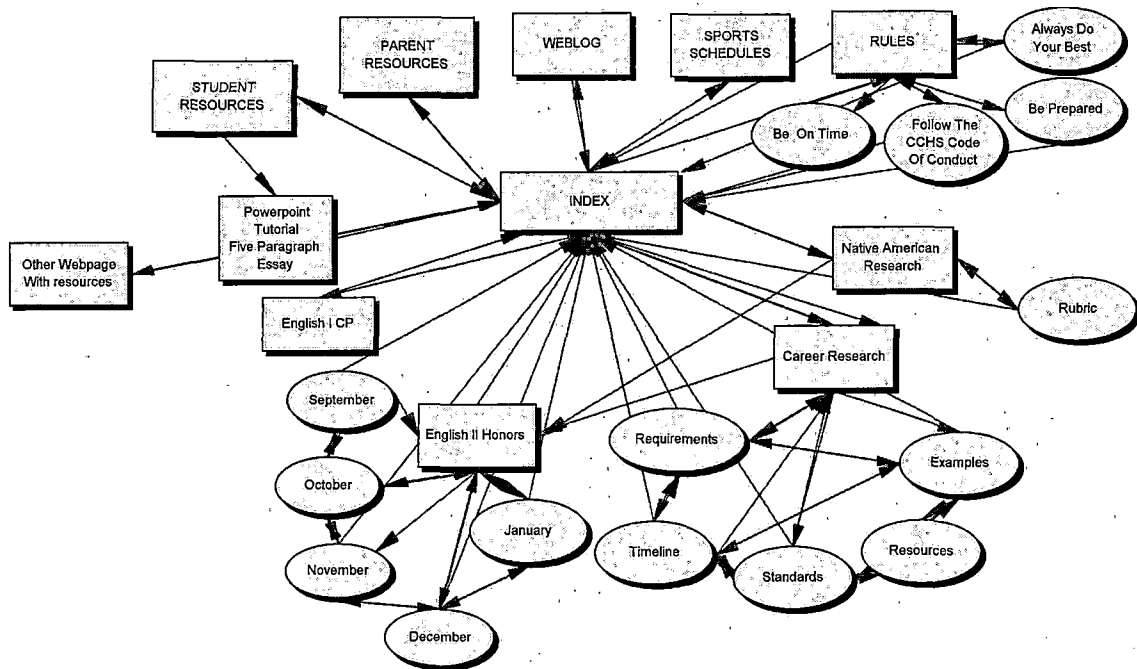 Always Do
Your Best
SPORTS
SCHEDULES
RULES
WEBLOG
PARENT
RESOURCES
STUDENT
RESOURCES
Be Prepared
Be On Time
Follow The
CCHS Code
Of Conduct
INDEX
Powerpoint
Tutorial
Five Paragraph
Essay
Native American
Research
Other Webpage
With resources
Rubric
English I CP
Career Research
September
English II Honors
Requirements
Examples
October
January
Timeline
Resources
November
Standards
December